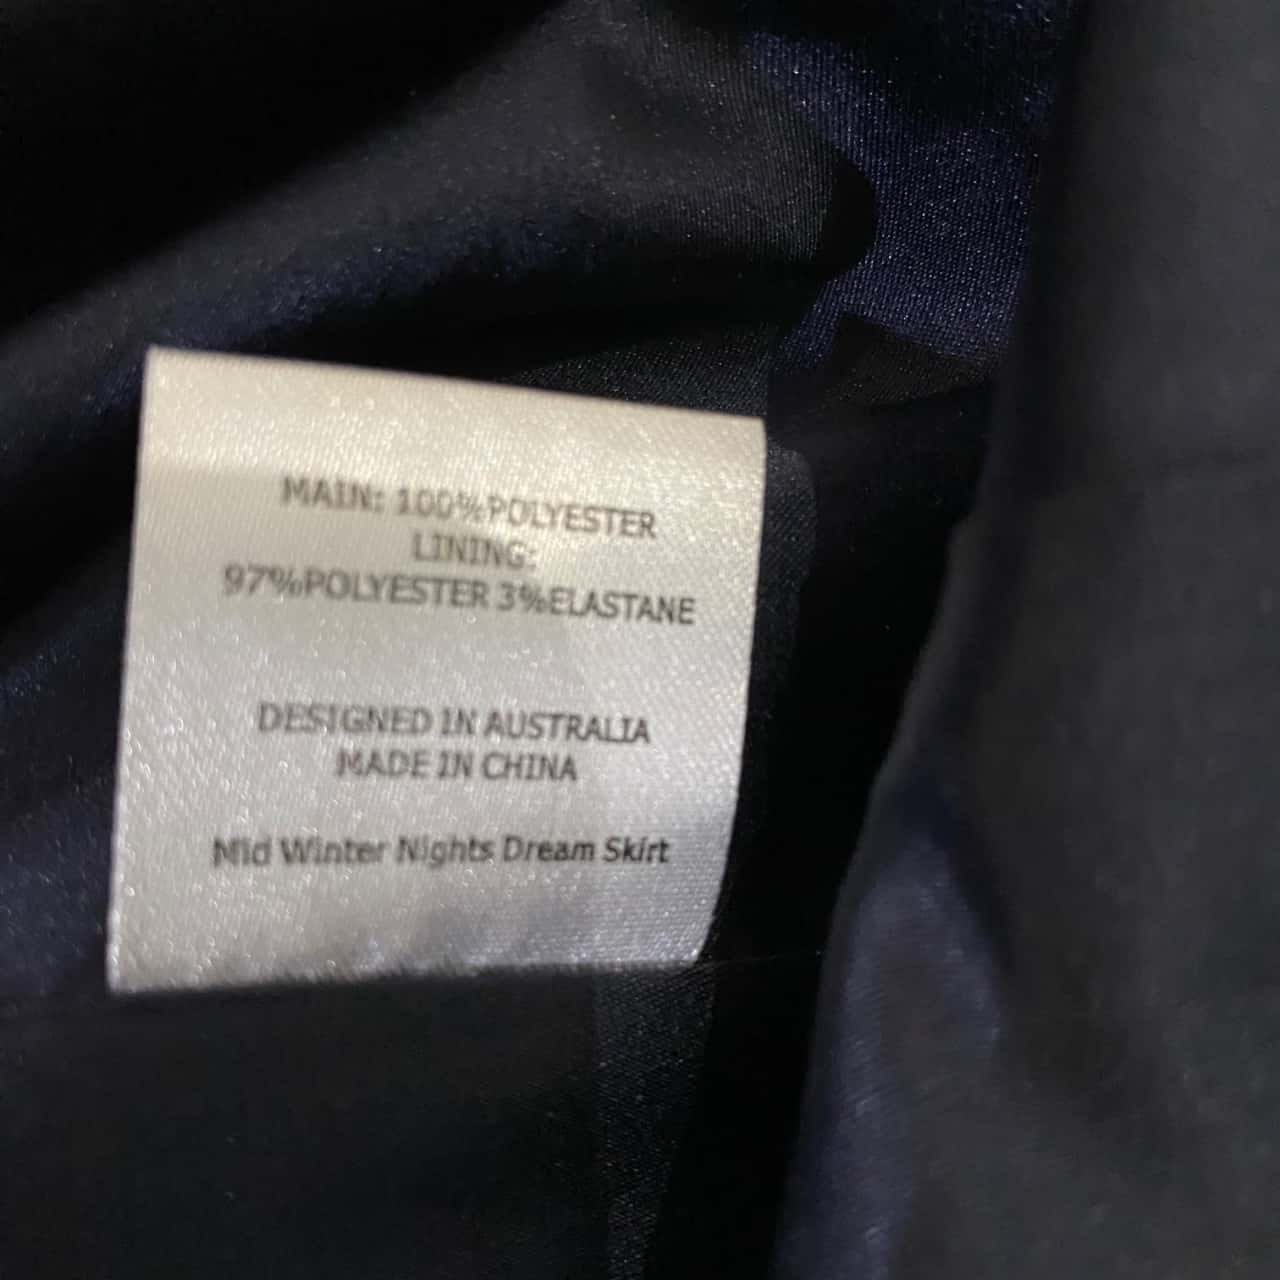 MAIN: 100%POLYESTER
LINING:
97%POLYESTER 3%ELASTANE
DESIGNED IN AUSTRALIA
MADE IN CHINA
Mid Winter Nights Dream Skirt